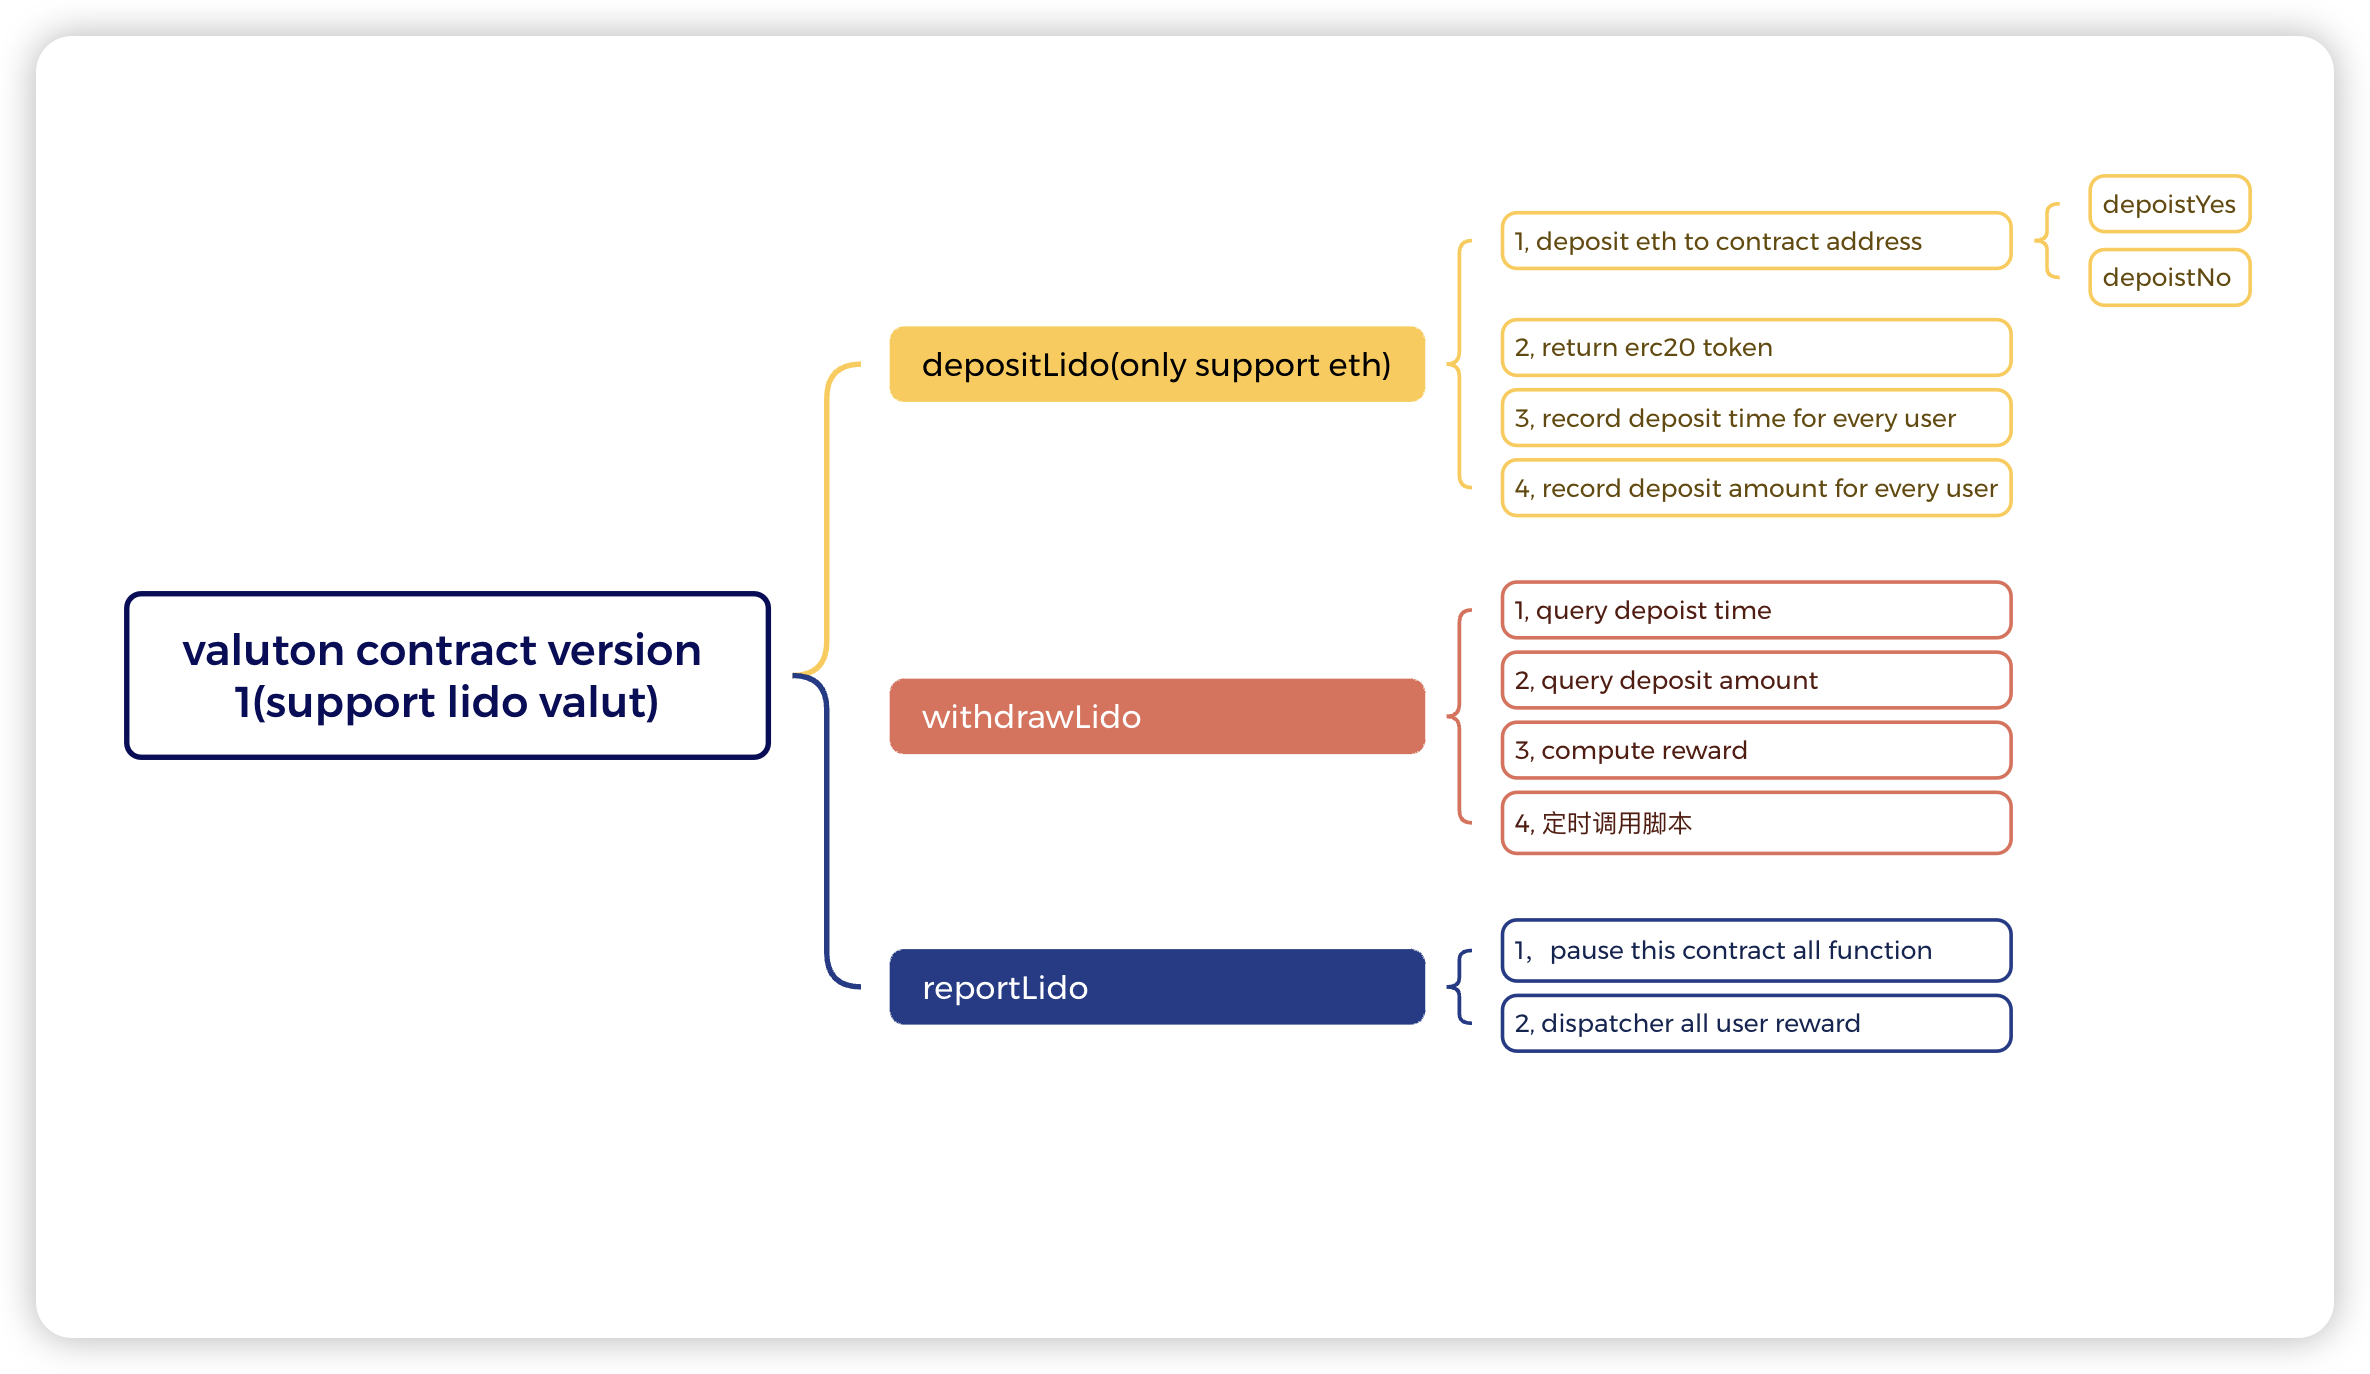 valuton contract version
1(support lido valut)
depositLido(only support eth)
1, deposit eth to contract address
depoistYes
depoistNo
2, return erc20 token
3, record deposit time for every user
4, record deposit amount for every user
withdrawLido
1, query depoist time
2, query deposit amount
3, compute reward
4, 定时调用脚本
reportLido
1， pause this contract all function
2, dispatcher all user reward